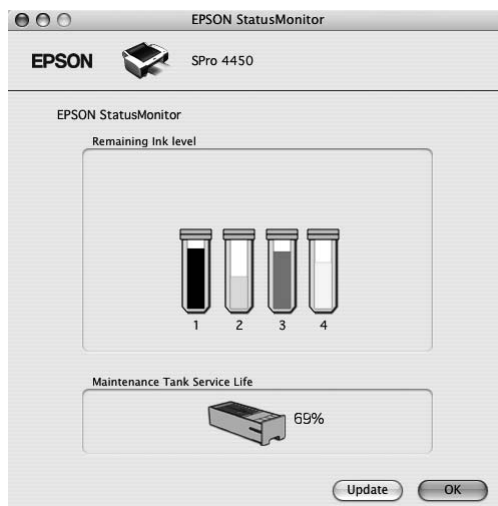 EPSON StatusMonitor
EPSON SPro 4450
EPSON StatusMonitor
Remaining Ink level
1 2 3 4
Maintenance Tank Service Life
69%
Update OK